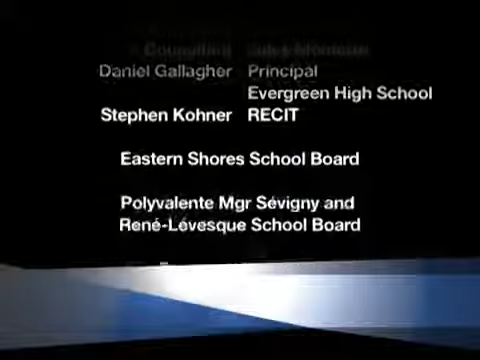 Consultant
Daniel Gallagher Principal
Evergreen High School
Stephen Kohner RECIT
Eastern Shores School Board
Polyvalente Mgr Sévigny and
René-Lévesque School Board